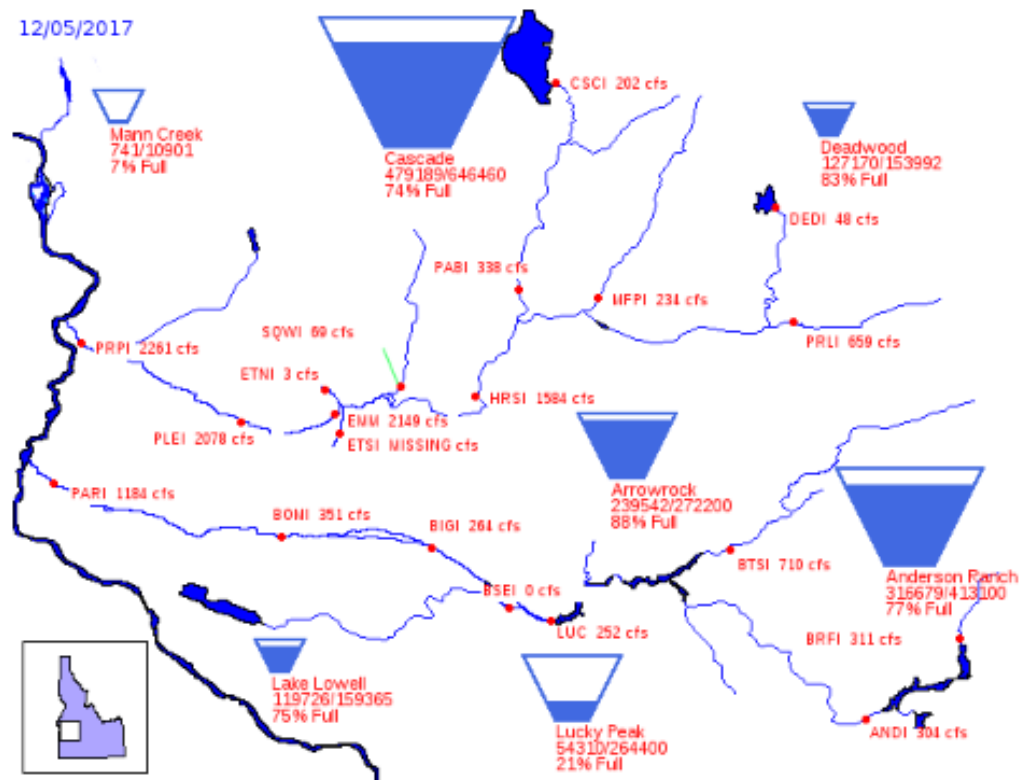 12/05/2017
CSCI 202 cfs
Mann Creek
741/10901
7% Full
Cascade
479189/646460
74% Full
Deadwood
127170/153992
83% Full
DEDI 48 cfs
PABI 338 cfs
MFPI 234 cfs
SQWI 69 cfs
PRPI 2261 cfs
PRLI 659 cfs
ETNI 3 cfs
HRSI 1584 cfs
EMM 2149 cfs
PLEI 2078 cfs
ETSI MISSING cfs
PARI 1184 cfs
Arrowrock
239542/272200
88% Full
BOMI 351 cfs
BIGI 264 cfs
BTSI 710 cfs
Anderson Ranch
316679/413100
77% Full
BSEI 0 cfs
LUC 252 cfs
BRFI 311 cfs
Lake Lowell
119726/159365
75% Full
Lucky Peak
54310/264400
21% Full
ANDI 304 cfs